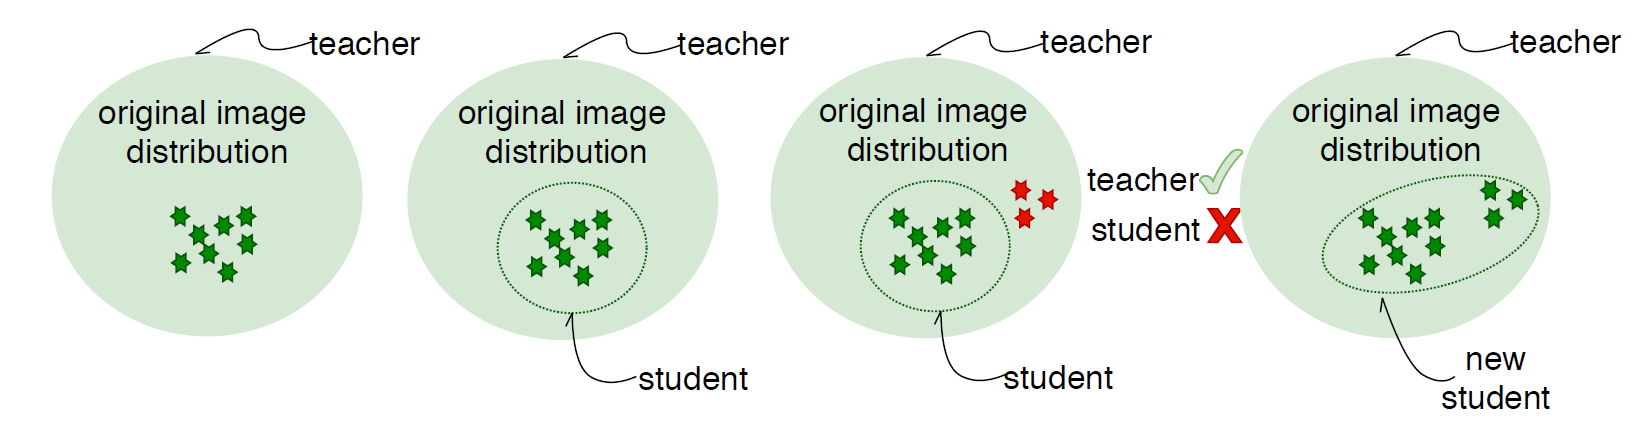 teacher
original image
distribution
teacher
original image
distribution
student
teacher
original image
distribution
teacher
student
student
teacher
original image
distribution
new
student